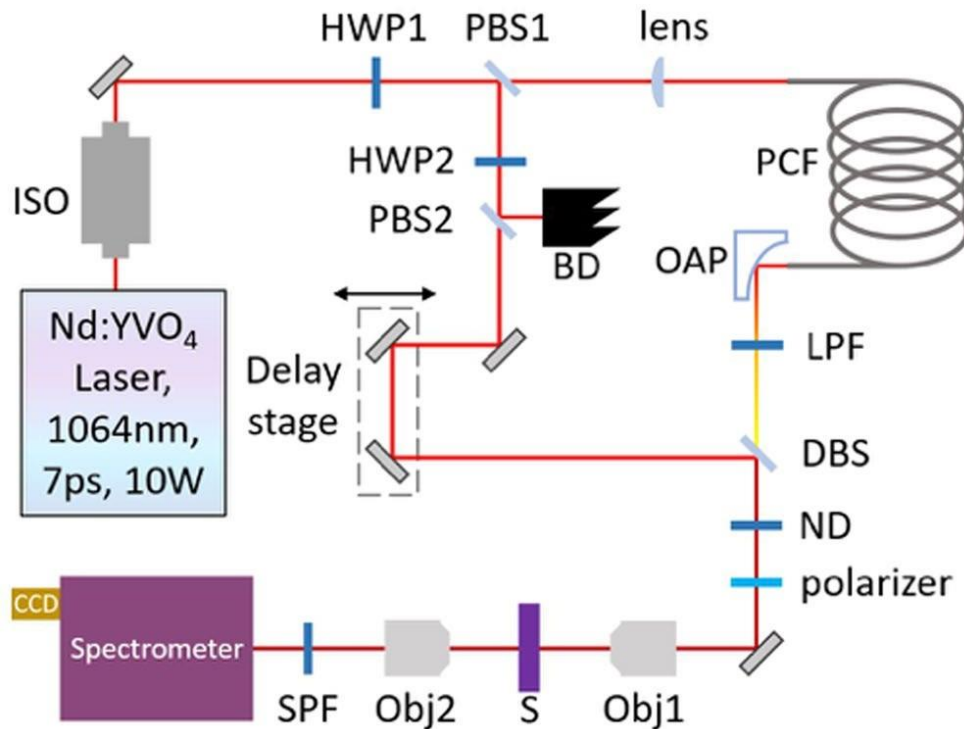 HWP1
PBS1
lens
ISO
HWP2
PCF
PBS2
BD
OAP
Nd:YVO₄
Laser,
1064nm,
7ps, 10W
Delay
stage
LPF
DBS
ND
polarizer
CCD
Spectrometer
SPF
Obj2
S
Obj1